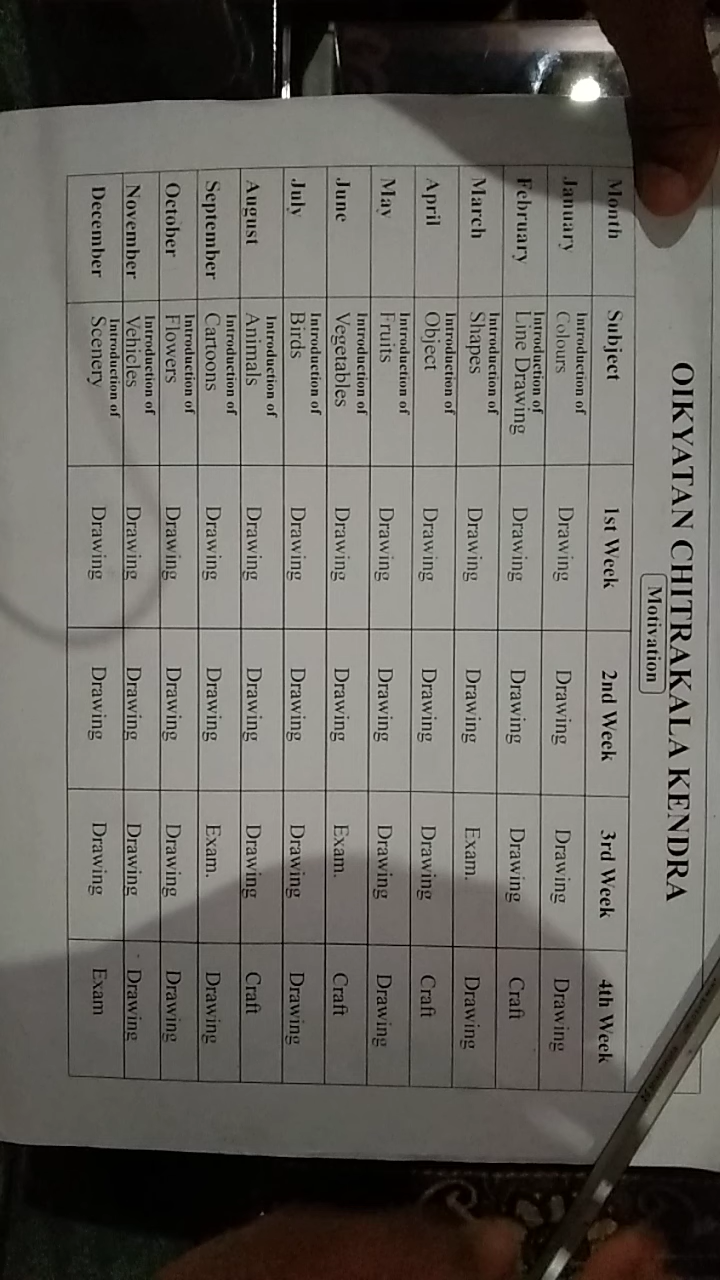 OIKYATAN CHITRAKALA KENDRA
Motivation
Month Subject 1st Week 2nd Week 3rd Week 4th Week
January Introduction of Colours Drawing Drawing Drawing Drawing
February Introduction of Line Drawing Drawing Drawing Drawing Craft
March Introduction of Shapes Drawing Drawing Exam. Drawing
April Introduction of Object Drawing Drawing Drawing Craft
May Introduction of Fruits Drawing Drawing Drawing Drawing
June Introduction of Vegetables Drawing Drawing Exam. Craft
July Introduction of Birds Drawing Drawing Drawing Drawing
August Introduction of Animals Drawing Drawing Drawing Craft
September Introduction of Cartoons Drawing Drawing Exam. Drawing
October Introduction of Flowers Drawing Drawing Drawing Drawing
November Introduction of Vehicles Drawing Drawing Drawing Drawing
December Introduction of Scenery Drawing Drawing Drawing Exam